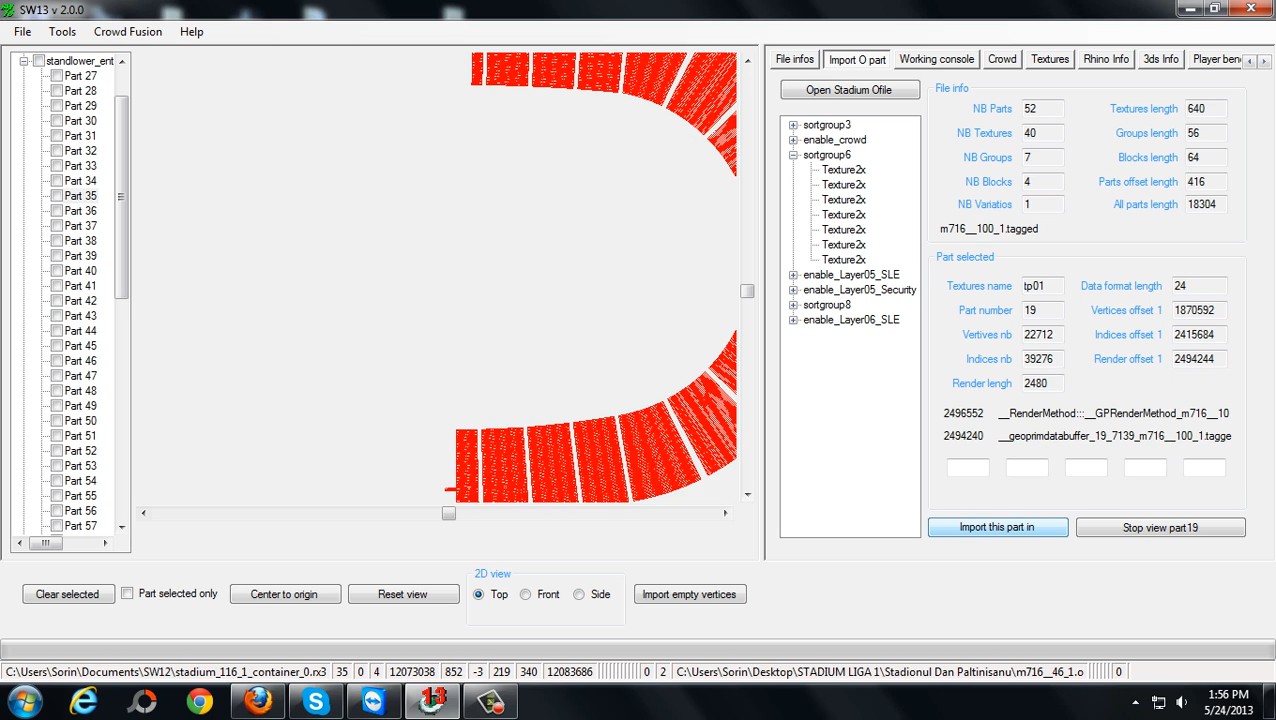 SW13 v 2.0.0
File Tools Crowd Fusion Help
standlower_ent
Part 27
Part 28
Part 29
Part 30
Part 31
Part 32
Part 33
Part 34
Part 35
Part 36
Part 37
Part 38
Part 39
Part 40
Part 41
Part 42
Part 43
Part 44
Part 45
Part 46
Part 47
Part 48
Part 49
Part 50
Part 51
Part 52
Part 53
Part 54
Part 55
Part 56
Part 57
File infos Import O part Working console Crowd Textures Rhino Info 3ds Info Player ben
Open Stadium Ofile
sortgroup3
enable_crowd
sortgroup6
Texture2x
Texture2x
Texture2x
Texture2x
Texture2x
Texture2x
Texture2x
enable_Layer05_SLE
enable_Layer05_Security
sortgroup8
enable_Layer06_SLE
File info
NB Parts 52 Textures length 640
NB Textures 40 Groups length 56
NB Groups 7 Blocks length 64
NB Blocks 4 Parts offset length 416
NB Variatios 1 All parts length 18304
m716__100_1.tagged
Part selected
Textures name tp01 Data format length 24
Part number 19 Vertices offset 1 1870592
Vertives nb 22712 Indices offset 1 2415684
Indices nb 39276 Render offset 1 2494244
Render lengh 2480
2496552 __RenderMethod:::__GPRenderMethod_m716__10
2494240 __geoprimdatabuffer_19_7139_m716__100_1.tagge
Import this part in Stop view part19
2D view
Clear selected Part selected only Center to origin Reset view Top Front Side Import empty vertices
C:\Users\Sorin\Documents\SW12\stadium_116_1_container_0.rx3 35 0 4 12073038 852 -3 219 340 12083686 0 2 C:\Users\Sorin\Desktop\STADIUM LIGA 1\Stadionul Dan Paltinisanu\m716__46_1.o 0
13
1:56 PM
5/24/2013